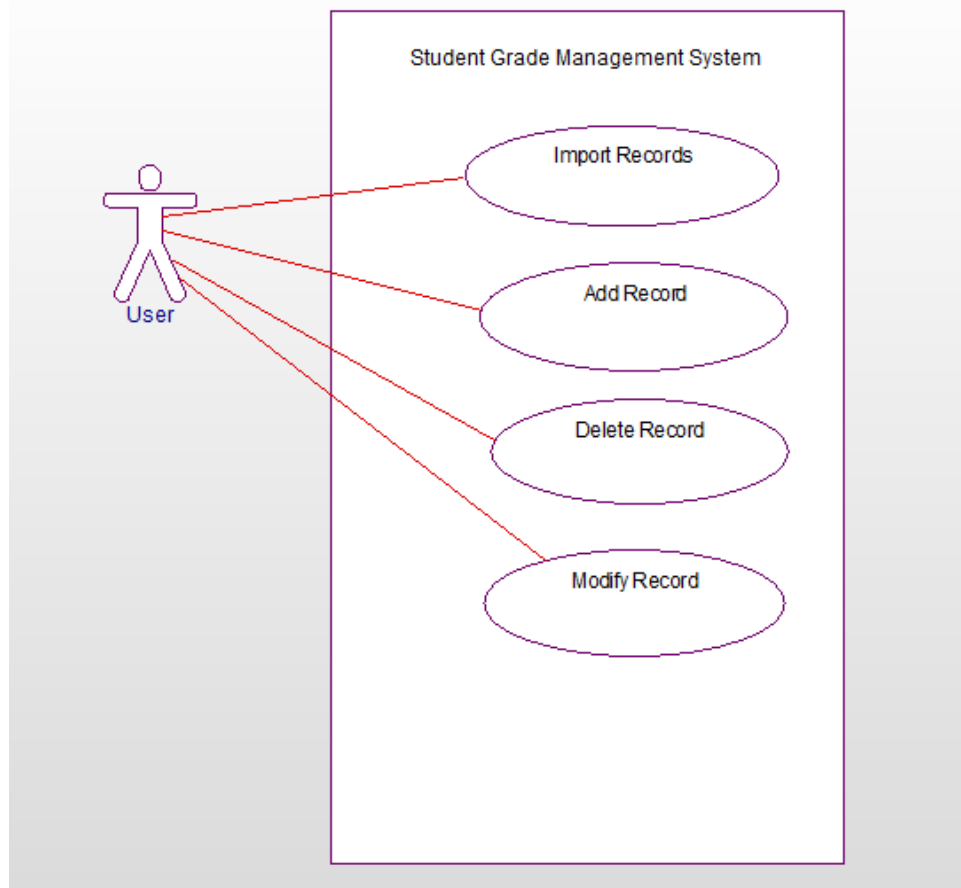 Student Grade Management System
Import Records
Add Record
User
Delete Record
Modify Record